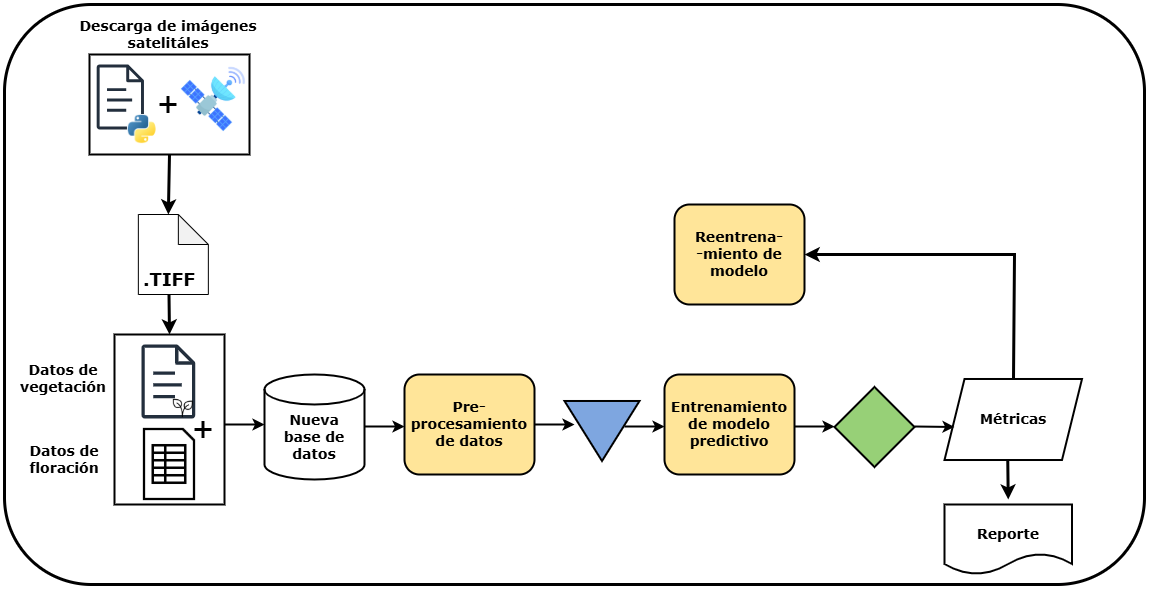 Descarga de imágenes
satelitáles
+
.TIFF
Datos de
vegetación
+
Datos de
floración
Nueva
base de
datos
Pre-
procesamiento
de datos
Entrenamiento
de modelo
predictivo
Reentrena-
-miento de
modelo
Métricas
Reporte